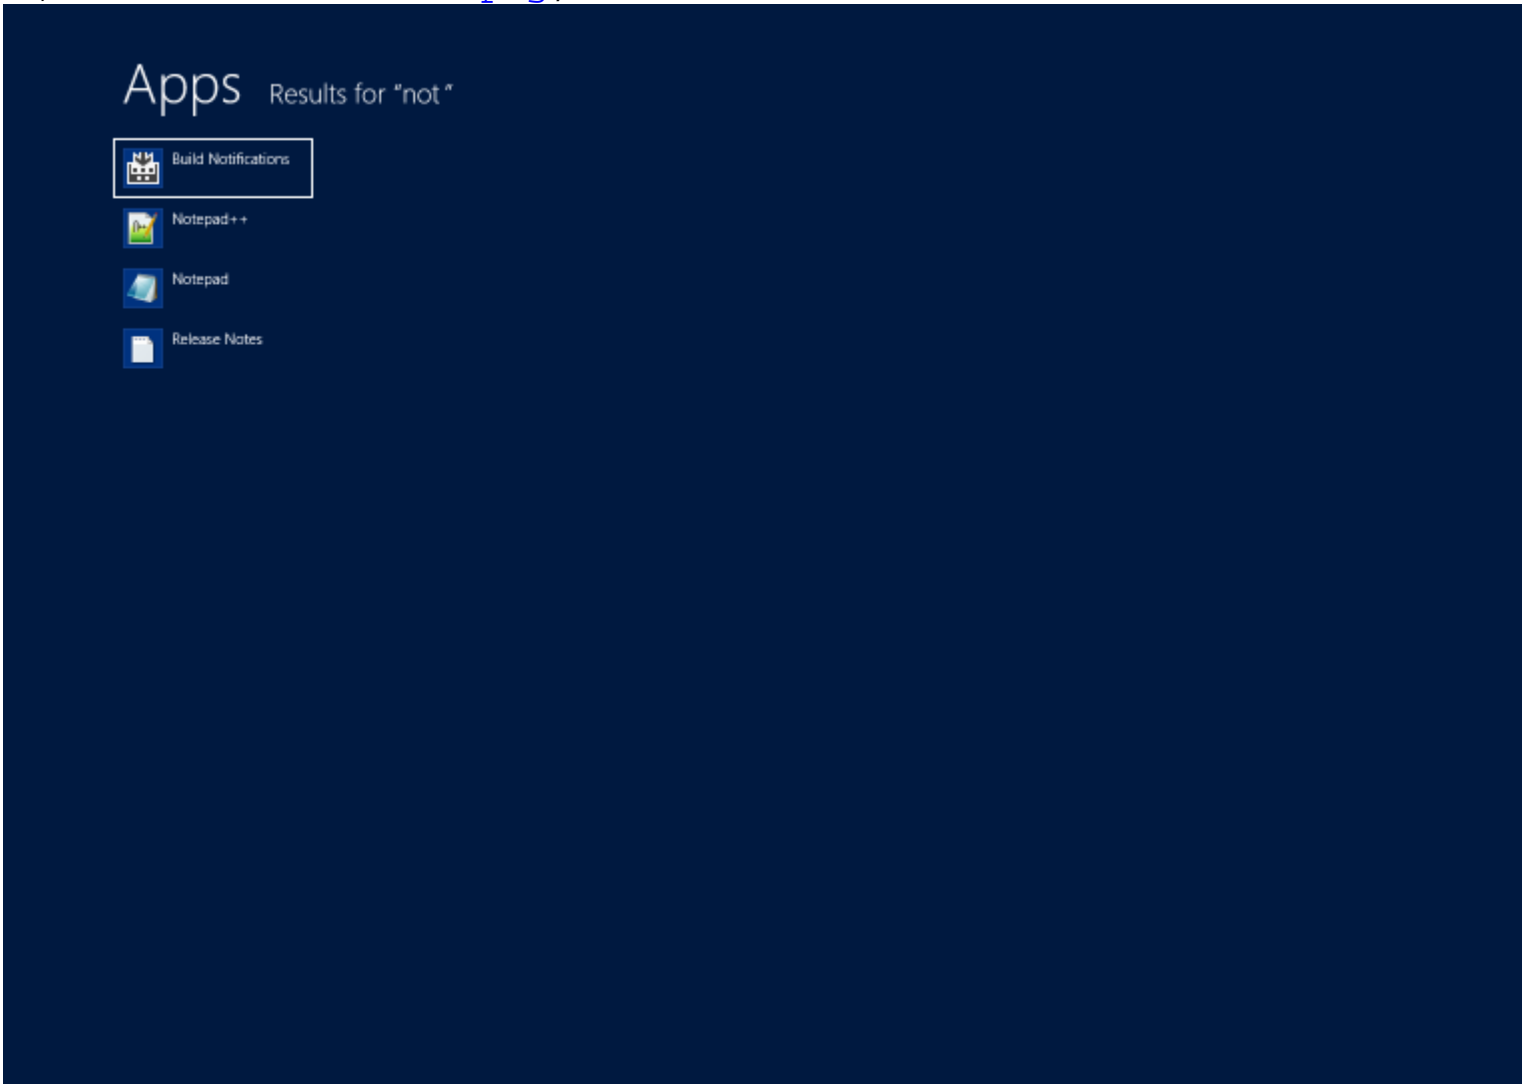 Apps Results for “not”
Build Notifications
Notepad++
Notepad
Release Notes